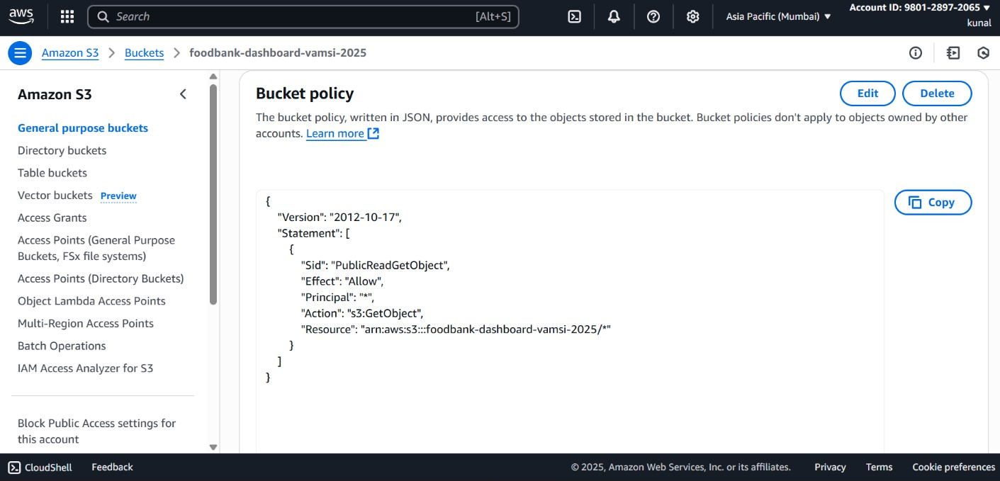 aws
Search
[Alt+S]
Asia Pacific (Mumbai)
Account ID: 9801-2897-2065
kunal
Amazon S3
Buckets
foodbank-dashboard-vamsi-2025
Amazon S3
General purpose buckets
Directory buckets
Table buckets
Vector buckets Preview
Access Grants
Access Points (General Purpose
Buckets, FSx file systems)
Access Points (Directory Buckets)
Object Lambda Access Points
Multi-Region Access Points
Batch Operations
IAM Access Analyzer for S3
Block Public Access settings for
this account
Bucket policy
Edit
Delete
The bucket policy, written in JSON, provides access to the objects stored in the bucket. Bucket policies don't apply to objects owned by other
accounts. Learn more
{
"Version": "2012-10-17",
"Statement": [
{
"Sid": "PublicReadGetObject",
"Effect": "Allow",
"Principal": "*",
"Action": "s3:GetObject",
"Resource": "arn:aws:s3:::foodbank-dashboard-vamsi-2025/*"
}
]
}
Copy
CloudShell
Feedback
© 2025, Amazon Web Services, Inc. or its affiliates.
Privacy
Terms
Cookie preferences